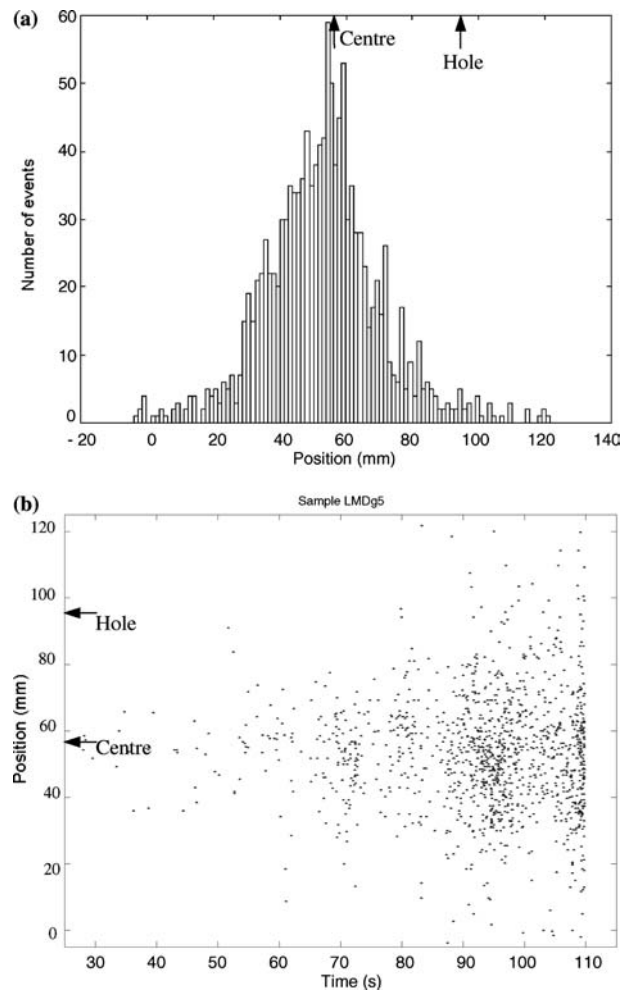 (a)
60
50
40
30
20
10
0
Number of events
Centre
Hole
- 20 0 20 40 60 80 100 120 140
Position (mm)
(b)
Sample LMDg5
120
100
80
60
40
20
0
Position (mm)
Hole
Centre
30 40 50 60 70 80 90 100 110 115
Time (s)